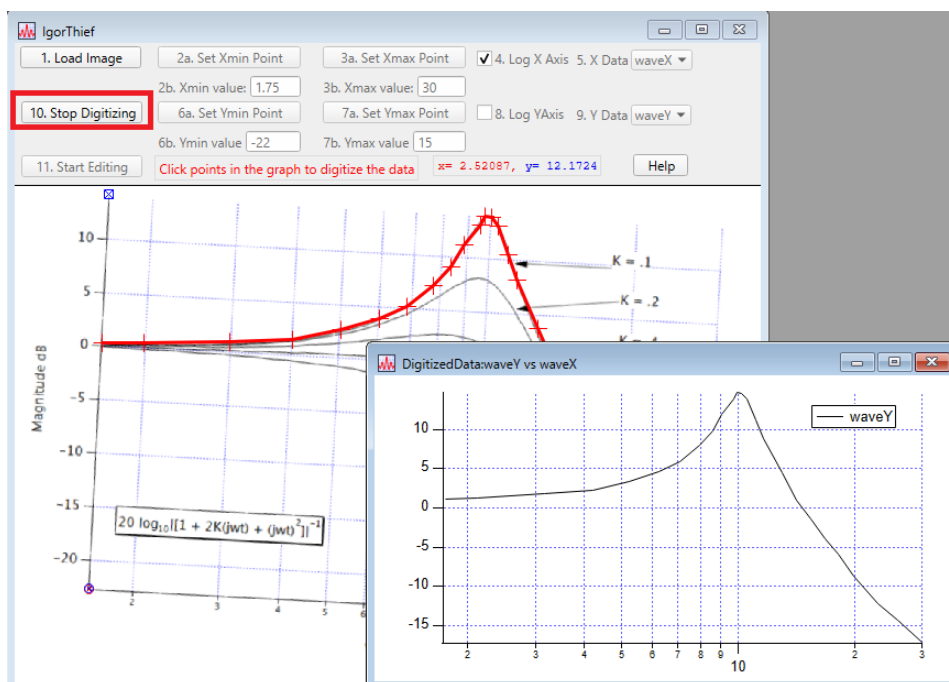 IgorThief
1. Load Image 2a. Set Xmin Point 3a. Set Xmax Point 4. Log X Axis 5. X Data waveX
2b. Xmin value: 1.75 3b. Xmax value: 30
10. Stop Digitizing 6a. Set Ymin Point 7a. Set Ymax Point 8. Log YAxis 9. Y Data waveY
6b. Ymin value -22 7b. Ymax value 15
11. Start Editing Click points in the graph to digitize the data x= 2.52087, y= 12.1724 Help
10
K = .1
5
K = .2
0
Magnitude dB
-5
-10
-15
20 log10|[1 + 2K(jwt) + (jwt)2]|-1
-20
2 3 4 5
DigitizedData:waveY vs waveX
waveY
10
5
0
-5
-10
-15
2 3 4 5 6 7 8 9 2 3
10